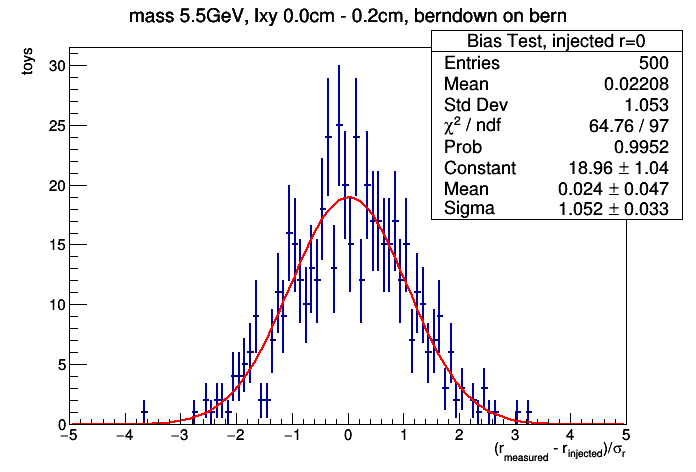 mass 5.5GeV, lxy 0.0cm - 0.2cm, berndown on bern
toys
Bias Test, injected r=0
Entries 500
Mean 0.02208
Std Dev 1.053
χ² / ndf 64.76 / 97
Prob 0.9952
Constant 18.96 ± 1.04
Mean 0.024 ± 0.047
Sigma 1.052 ± 0.033
30
25
20
15
10
5
0
−5 −4 −3 −2 −1 0 1 2 3 4 5
(r_measured - r_injected)/σ_r